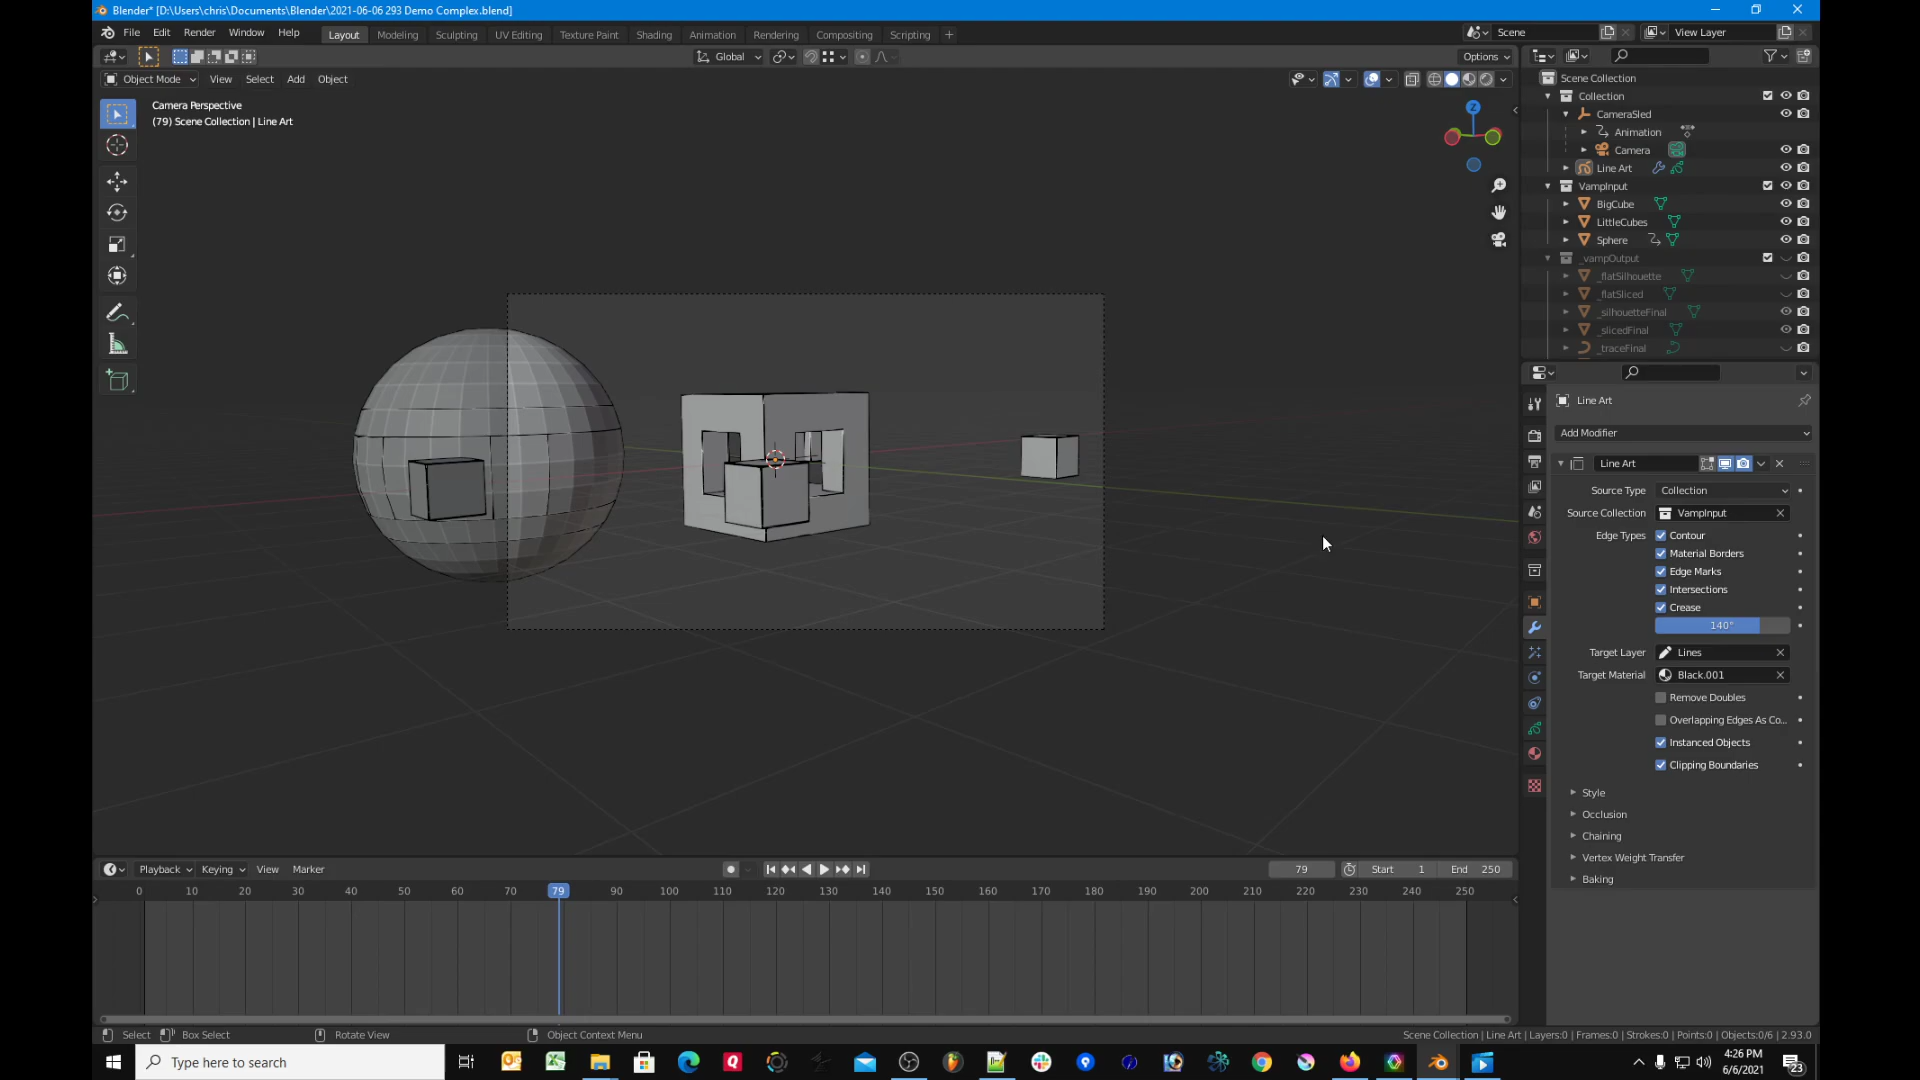 Blender* [D:\Users\chris\Documents\Blender\2021-06-06 293 Demo Complex.blend]
File Edit Render Window Help Layout Modeling Sculpting UV Editing Texture Paint Shading Animation Rendering Compositing Scripting + Scene View Layer
Global Options
Object Mode View Select Add Object
Camera Perspective
(79) Scene Collection | Line Art
Z
Scene Collection
Collection
CameraSled
Animation
Camera
Line Art
VampInput
BigCube
LittleCubes
Sphere
_vampOutput
_flatSilhouette
_flatSliced
_silhouetteFinal
_slicedFinal
_traceFinal
Line Art
Add Modifier
Line Art
Source Type Collection
Source Collection VampInput
Edge Types Contour
Material Borders
Edge Marks
Intersections
Crease
140°
Target Layer Lines
Target Material Black.001
Remove Doubles
Overlapping Edges As Co...
Instanced Objects
Clipping Boundaries
Style
Occlusion
Chaining
Vertex Weight Transfer
Baking
Playback Keying View Marker 79 Start 1 End 250
0 10 20 30 40 50 60 70 79 90 100 110 120 130 140 150 160 170 180 190 200 210 220 230 240 250
Select Box Select Rotate View Object Context Menu Scene Collection | Line Art | Layers:0 | Frames:0 | Strokes:0 | Points:0 | Objects:0/6 | 2.93.0
Type here to search
4:26 PM
6/6/2021
23